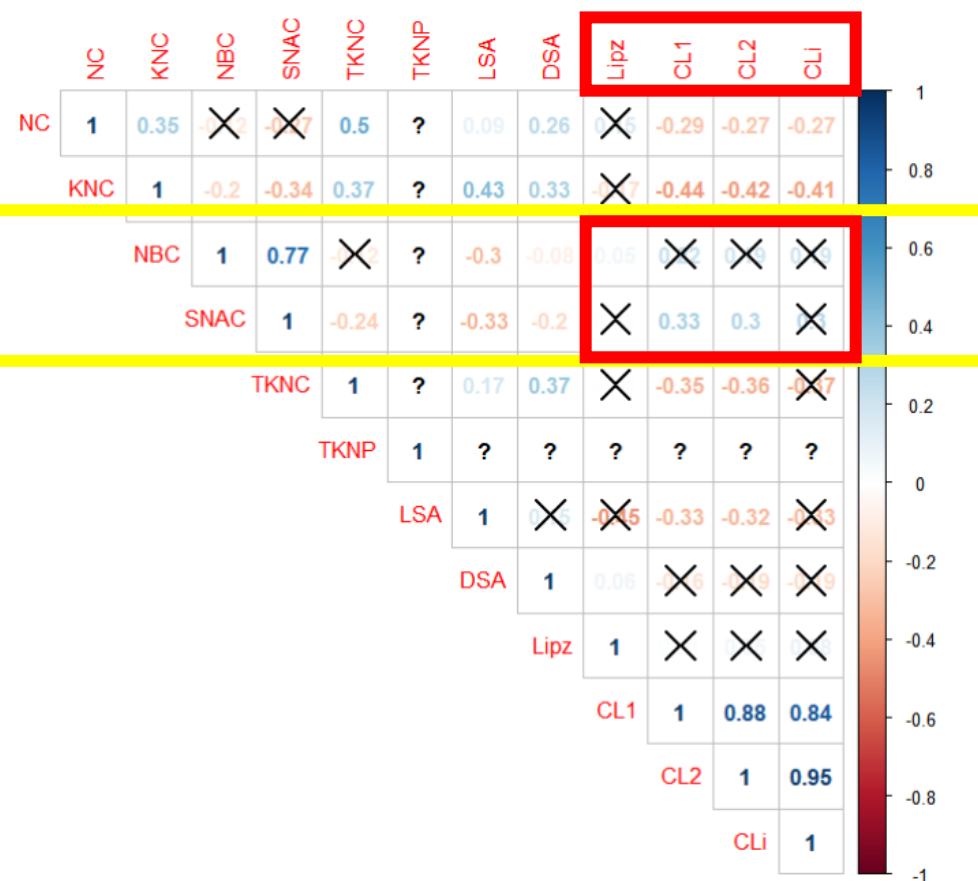 NC KNC NBC SNAC TKNC TKNP LSA DSA Lipz CL1 CL2 CLi
NC 1 0.35 0.5 ? 0.09 0.26 -0.29 -0.27 -0.27 1
KNC 1 -0.2 -0.34 0.37 ? 0.43 0.33 -0.44 -0.42 -0.41 0.8
NBC 1 0.77 ? -0.3 -0.08 0.05 0.6
SNAC 1 -0.24 ? -0.33 -0.2 0.33 0.3 0.4
TKNC 1 ? 0.17 0.37 -0.35 -0.36 0.2
TKNP 1 ? ? ? ? ? ? 0
LSA 1 -0.45 -0.33 -0.32 -0.2
DSA 1 0.06
Lipz 1 -0.4
CL1 1 0.88 0.84 -0.6
CL2 1 0.95 -0.8
CLi 1 -1